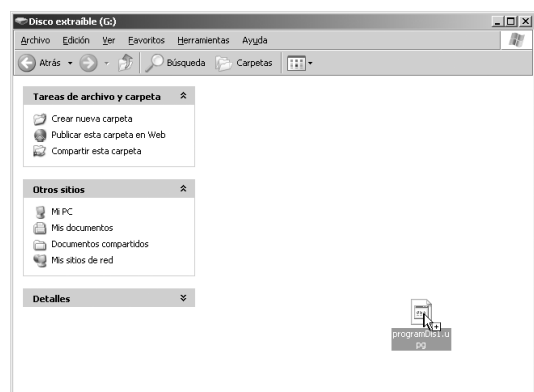 Disco extraíble (G:)
Archivo Edición Ver Favoritos Herramientas Ayuda
Atrás Búsqueda Carpetas
Tareas de archivo y carpeta
Crear nueva carpeta
Publicar esta carpeta en Web
Compartir esta carpeta
Otros sitios
Mi PC
Mis documentos
Documentos compartidos
Mis sitios de red
Detalles